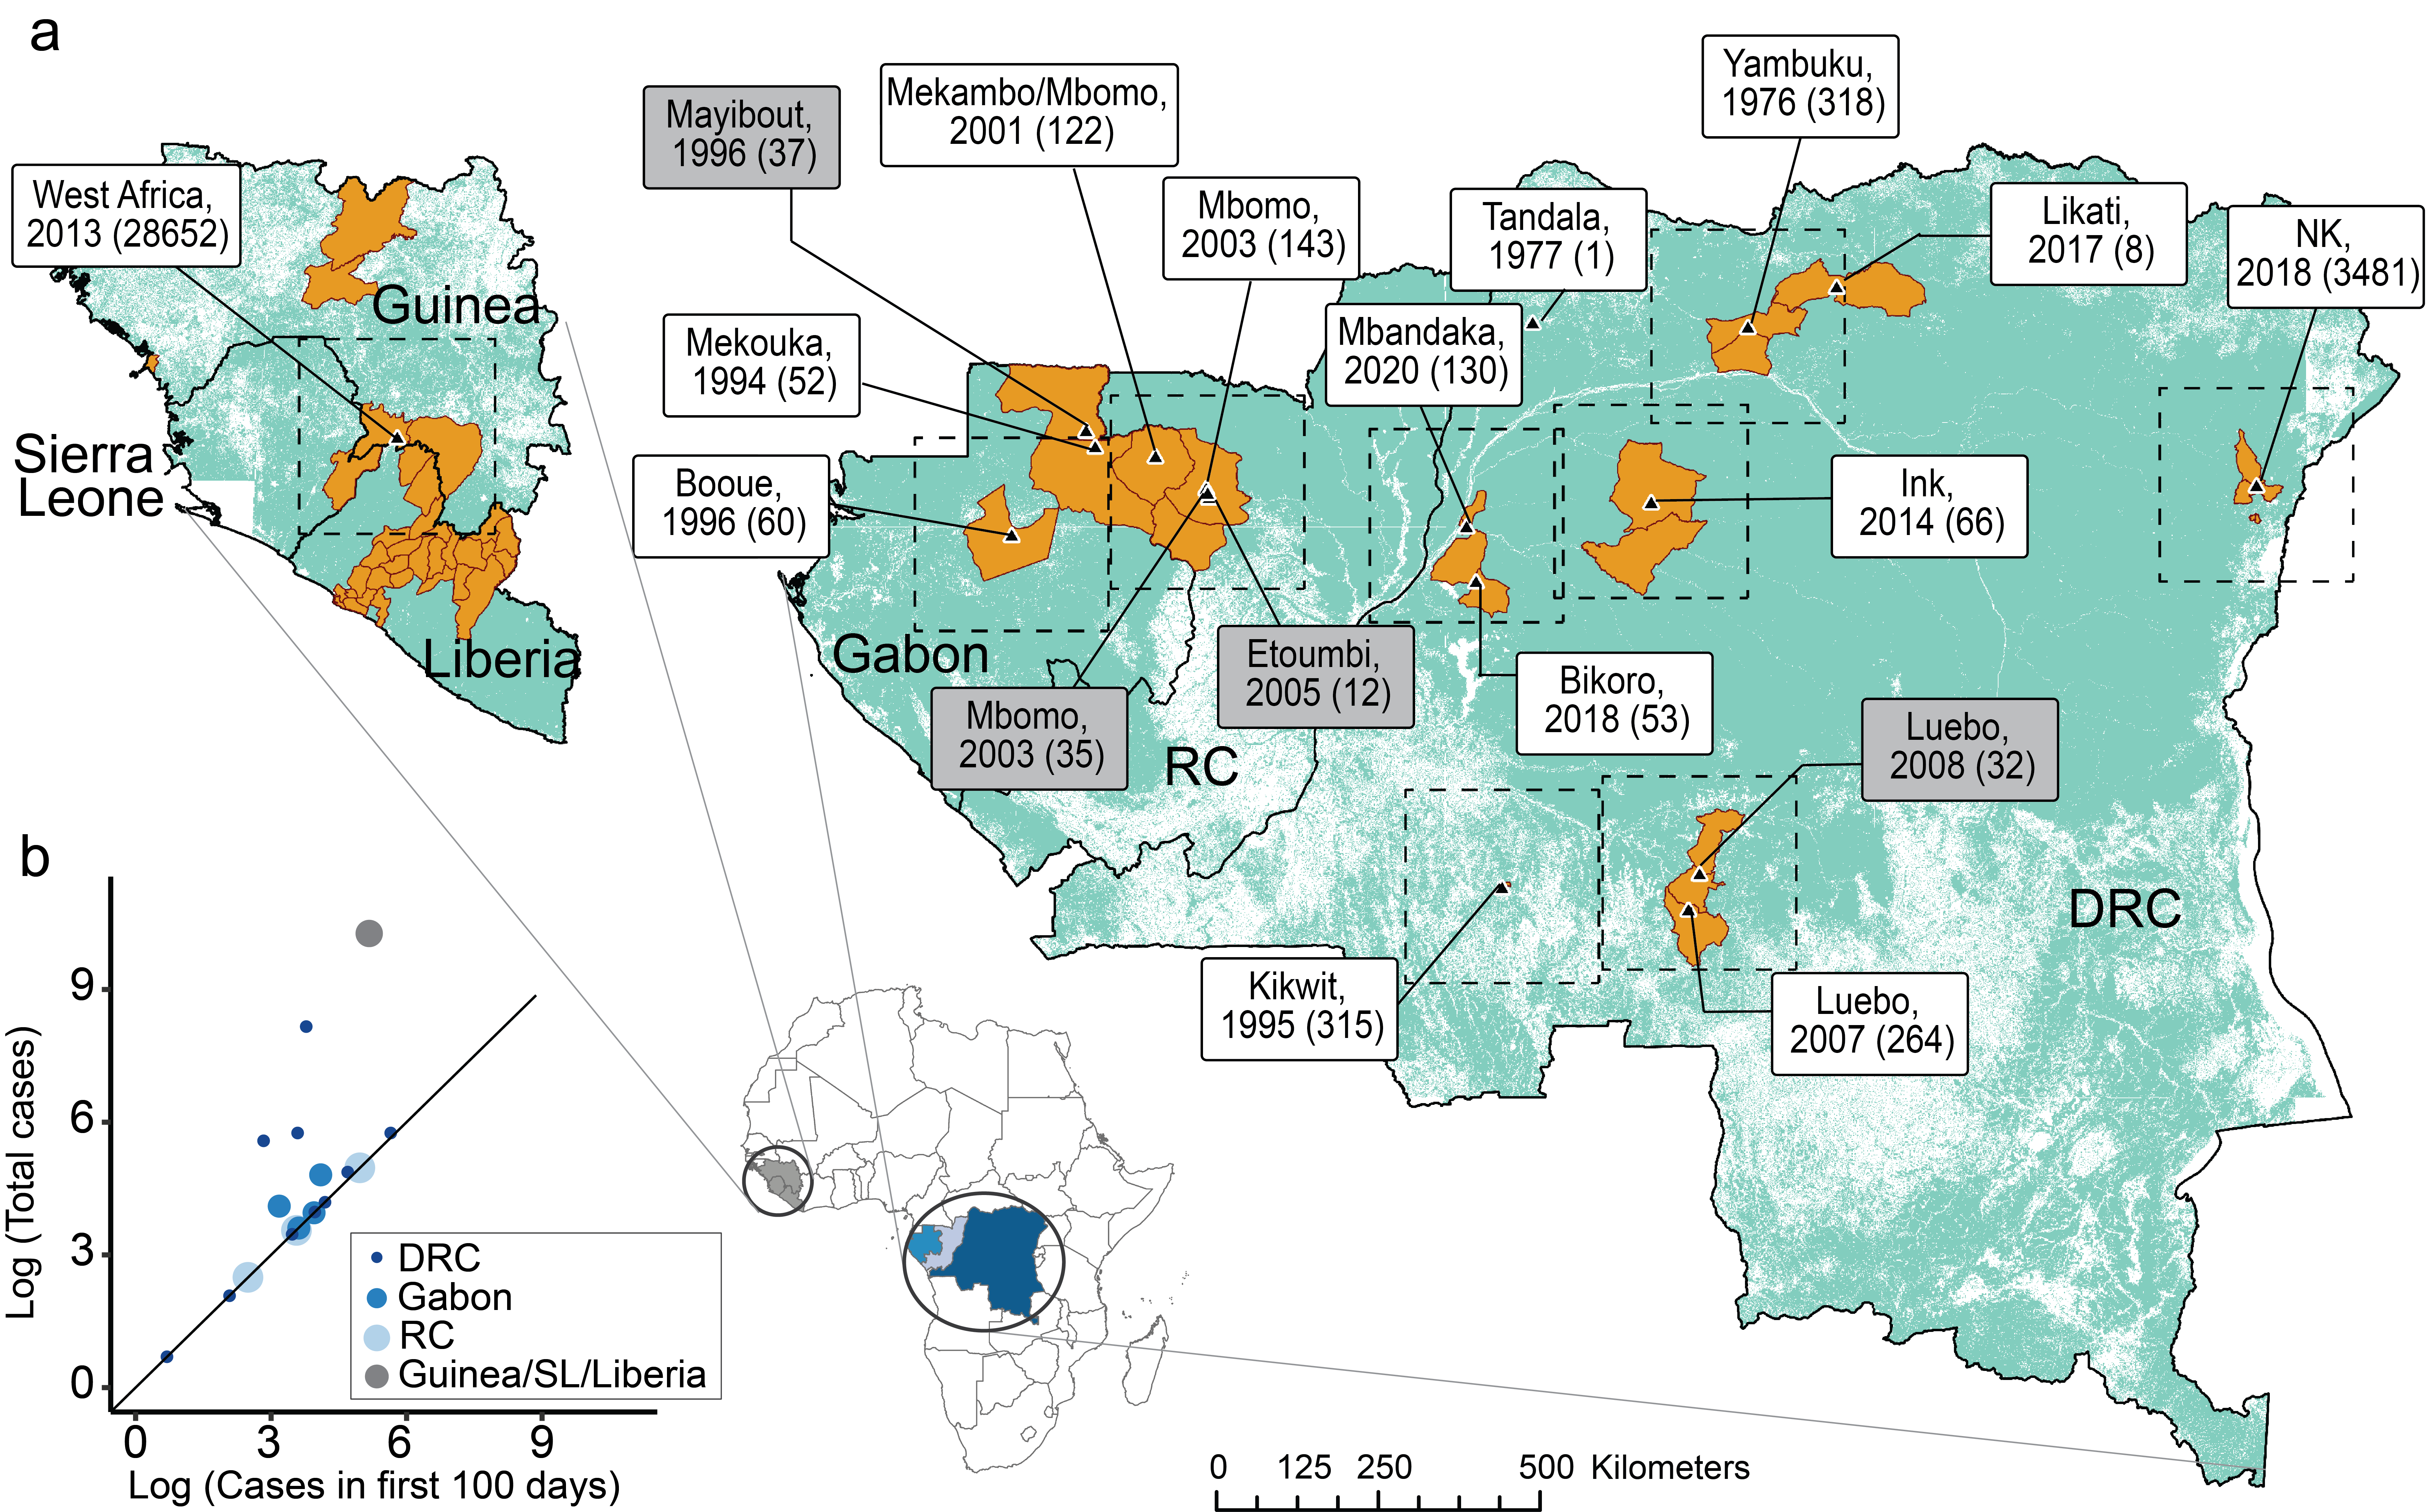 a
Yambuku,
1976 (318)
Mekambo/Mbomo,
2001 (122)
Mayibout,
1996 (37)
West Africa,
2013 (28652)
Mbomo,
2003 (143)
Tandala,
1977 (1)
Likati,
2017 (8)
NK,
2018 (3481)
Guinea
Mekouka,
1994 (52)
Mbandaka,
2020 (130)
Sierra
Leone
Booue,
1996 (60)
Ink,
2014 (66)
Liberia
Gabon
Etoumbi,
2005 (12)
Bikoro,
2018 (53)
Mbomo,
2003 (35)
RC
Luebo,
2008 (32)
DRC
Kikwit,
1995 (315)
Luebo,
2007 (264)
b
Log (Total cases)
9
6
3
0
DRC
Gabon
RC
Guinea/SL/Liberia
0 3 6 9
Log (Cases in first 100 days)
0 125 250 500 Kilometers